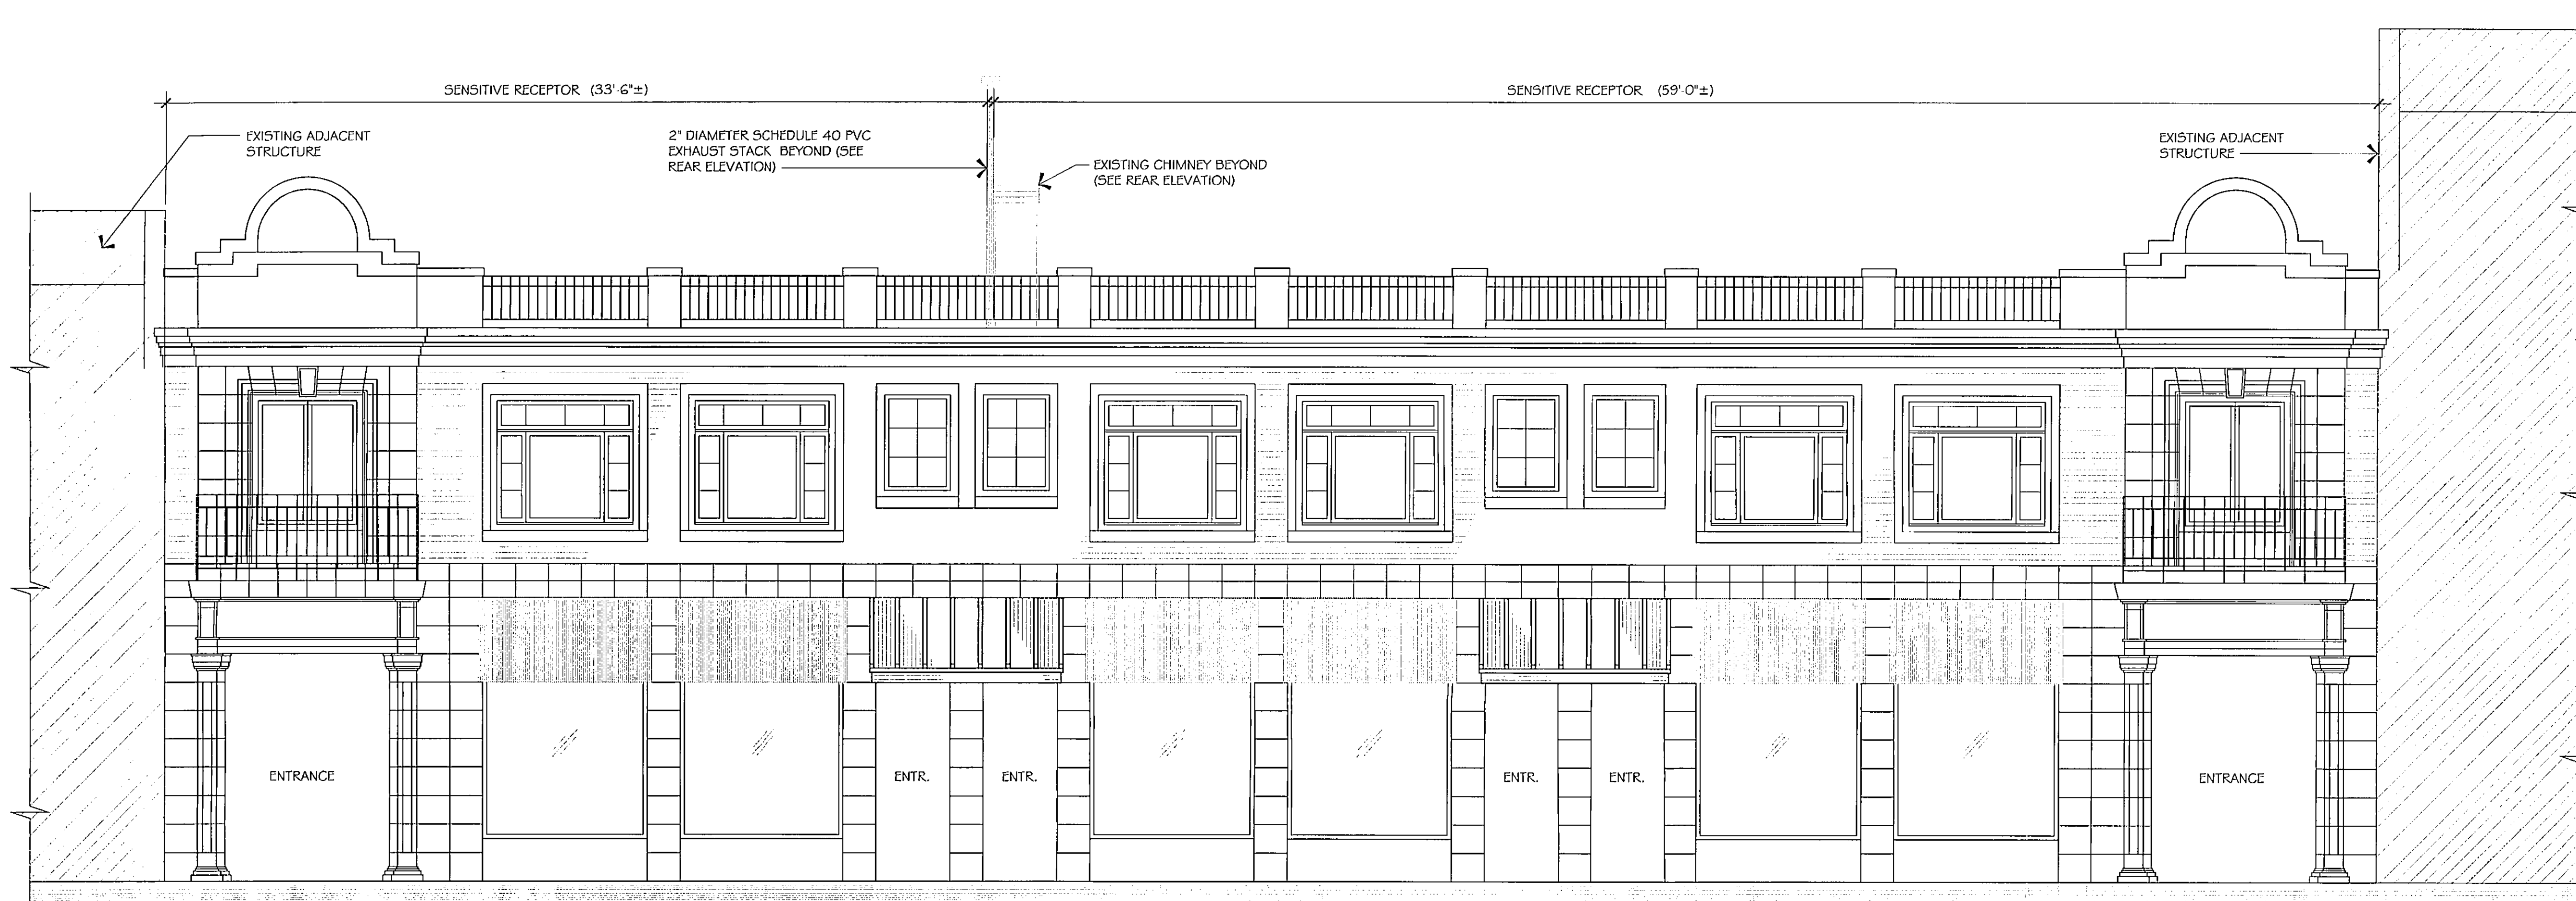 SENSITIVE RECEPTOR (33'-6"±)
SENSITIVE RECEPTOR (59'-0"±)
EXISTING ADJACENT
STRUCTURE
2" DIAMETER SCHEDULE 40 PVC
EXHAUST STACK BEYOND (SEE
REAR ELEVATION)
EXISTING CHIMNEY BEYOND
(SEE REAR ELEVATION)
EXISTING ADJACENT
STRUCTURE
ENTRANCE
ENTR.
ENTR.
ENTR.
ENTR.
ENTRANCE